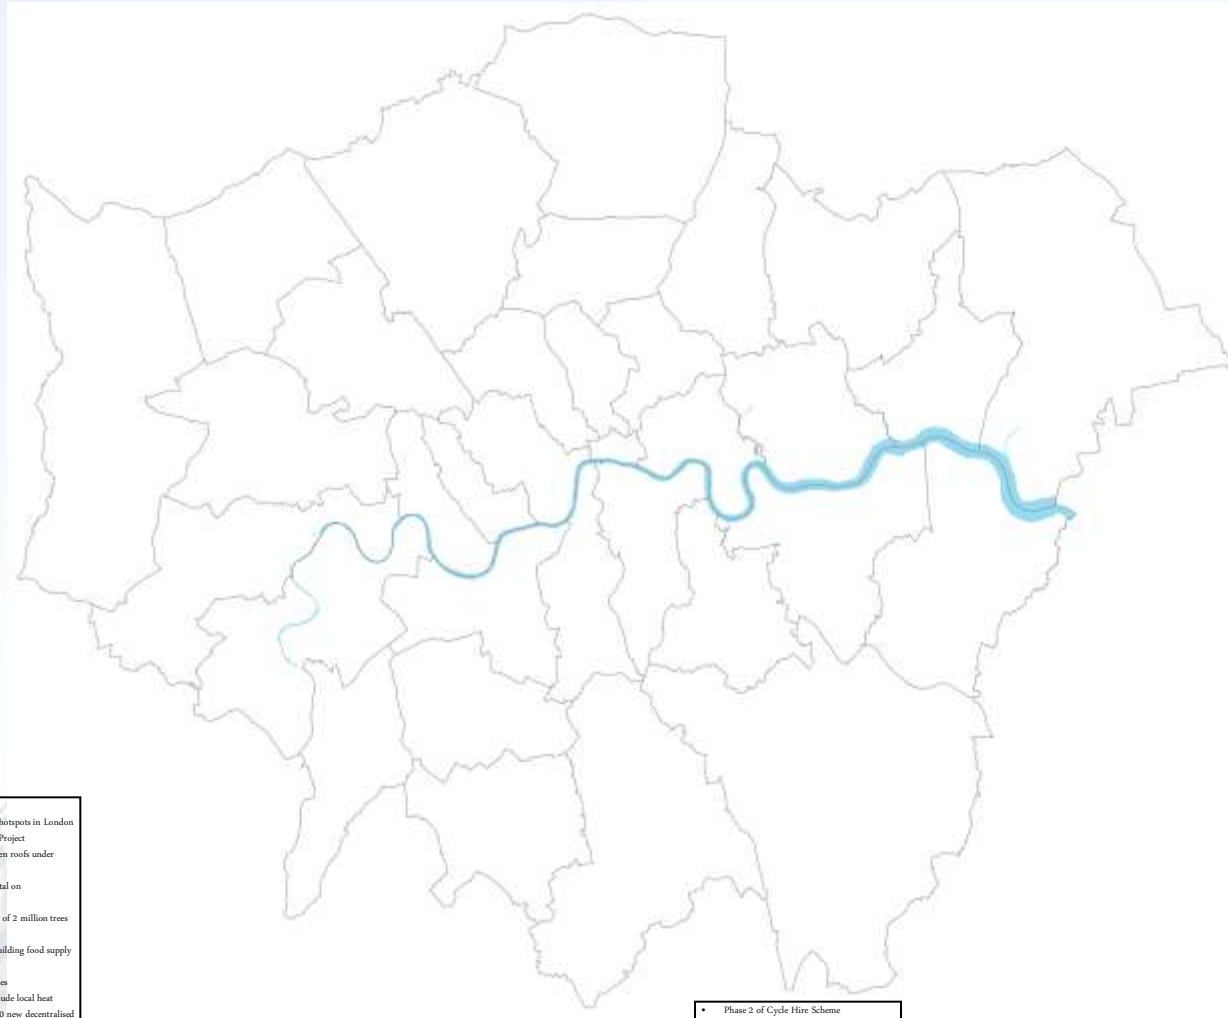 hotspots in London
Project
en roofs under
tal on
of 2 million trees
ilding food supply
es
ude local heat
0 new decentralised
• Phase 2 of Cycle Hire Scheme